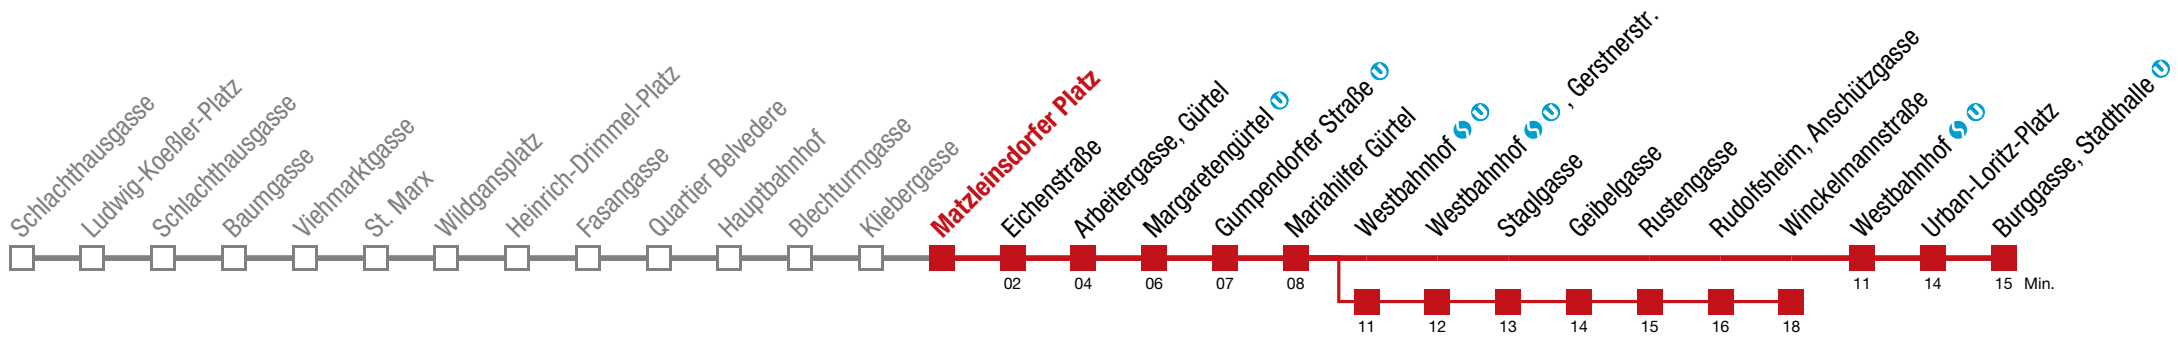 Schlachthausgasse
Ludwig-Koeßler-Platz
Schlachthausgasse
Baumgasse
Viehmarktgasse
St. Marx
Wildgansplatz
Heinrich-Drimmel-Platz
Fasangasse
Quartier Belvedere
Hauptbahnhof
Blechturmgasse
Kliebergasse
Matzleinsdorfer Platz
Eichenstraße
Arbeitergasse, Gürtel
Margaretengürtel U
Gumpendorfer Straße U
Mariahilfer Gürtel
Westbahnhof S U
Westbahnhof S U , Gerstnerstr.
Staglgasse
Geibelgasse
Rustengasse
Rudolfsheim, Anschützgasse
Winckelmannstraße
Westbahnhof S U
Urban-Loritz-Platz
Burggasse, Stadthalle U
02 04 06 07 08 11 14 15 Min.
11 12 13 14 15 16 18